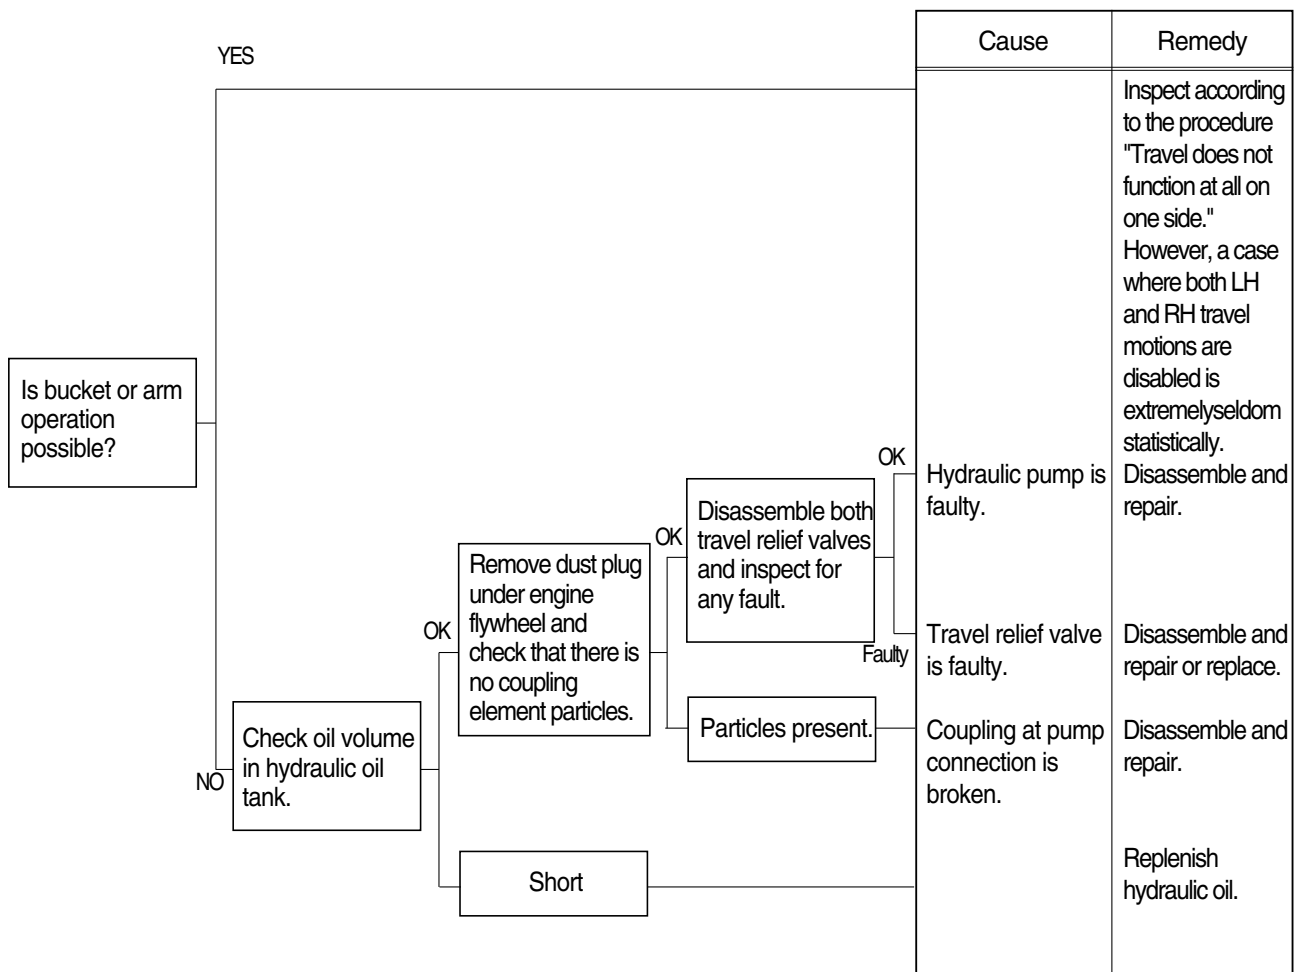 Cause
Remedy
YES
Inspect according
to the procedure
"Travel does not
function at all on
one side."
However, a case
where both LH
and RH travel
motions are
disabled is
extremelyseldom
statistically.
Is bucket or arm
operation
possible?
NO
Check oil volume
in hydraulic oil
tank.
OK
Remove dust plug
under engine
flywheel and
check that there is
no coupling
element particles.
OK
Disassemble both
travel relief valves
and inspect for
any fault.
OK
Hydraulic pump is
faulty.
Disassemble and
repair.
Faulty
Travel relief valve
is faulty.
Disassemble and
repair or replace.
Particles present.
Coupling at pump
connection is
broken.
Disassemble and
repair.
Short
Replenish
hydraulic oil.